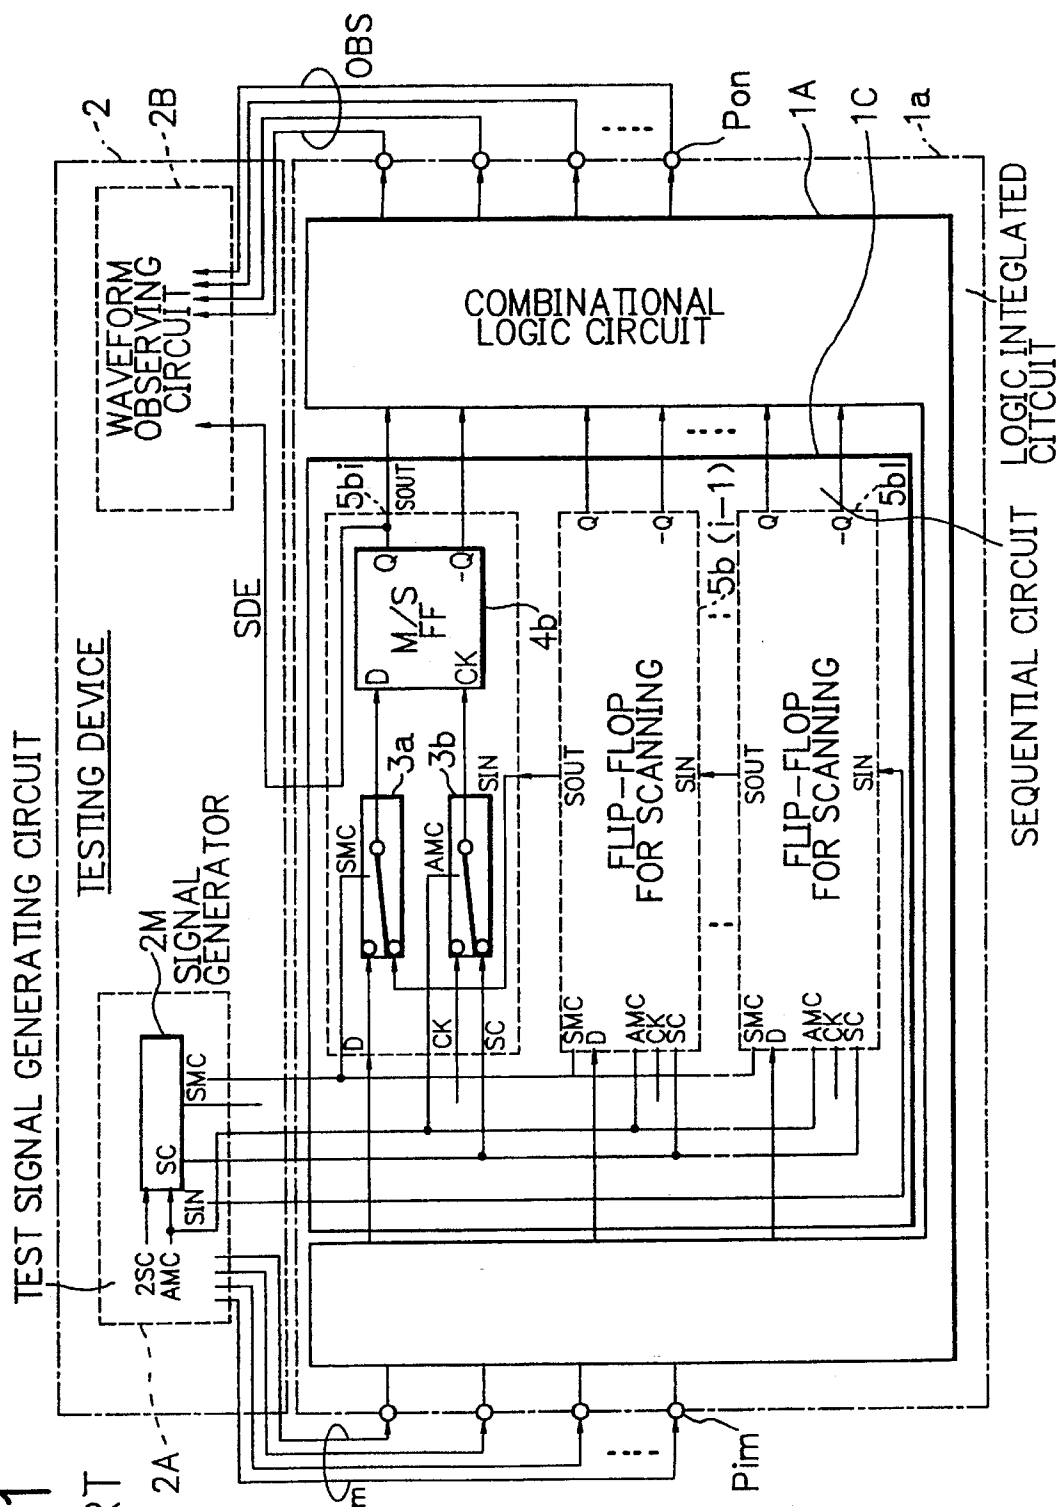 1
RT
TEST SIGNAL GENERATING CIRCUIT
TESTING DEVICE
2
2A
2B
2M
SIGNAL
GENERATOR
2SC
AMC
SC
SIN
SMC
WAVEFORM
OBSERVING
CIRCUIT
SDE
OBS
m
Pim
Pon
D
CK
SC
SMC
3a
AMC
3b
SIN
D
CK
M/S
FF
Q
-Q
4b
5bi
SOUT
COMBINATIONAL
LOGIC CIRCUIT
SMC
D
AMC
CK
SC
FLIP-FLOP
FOR SCANNING
SOUT
SIN
Q
-Q
5b (i-1)
SMC
D
AMC
CK
SC
FLIP-FLOP
FOR SCANNING
SOUT
SIN
Q
-Q
5bl
1A
1C
1a
SEQUENTIAL CIRCUIT
LOGIC INTEGLATED
CITCUIT